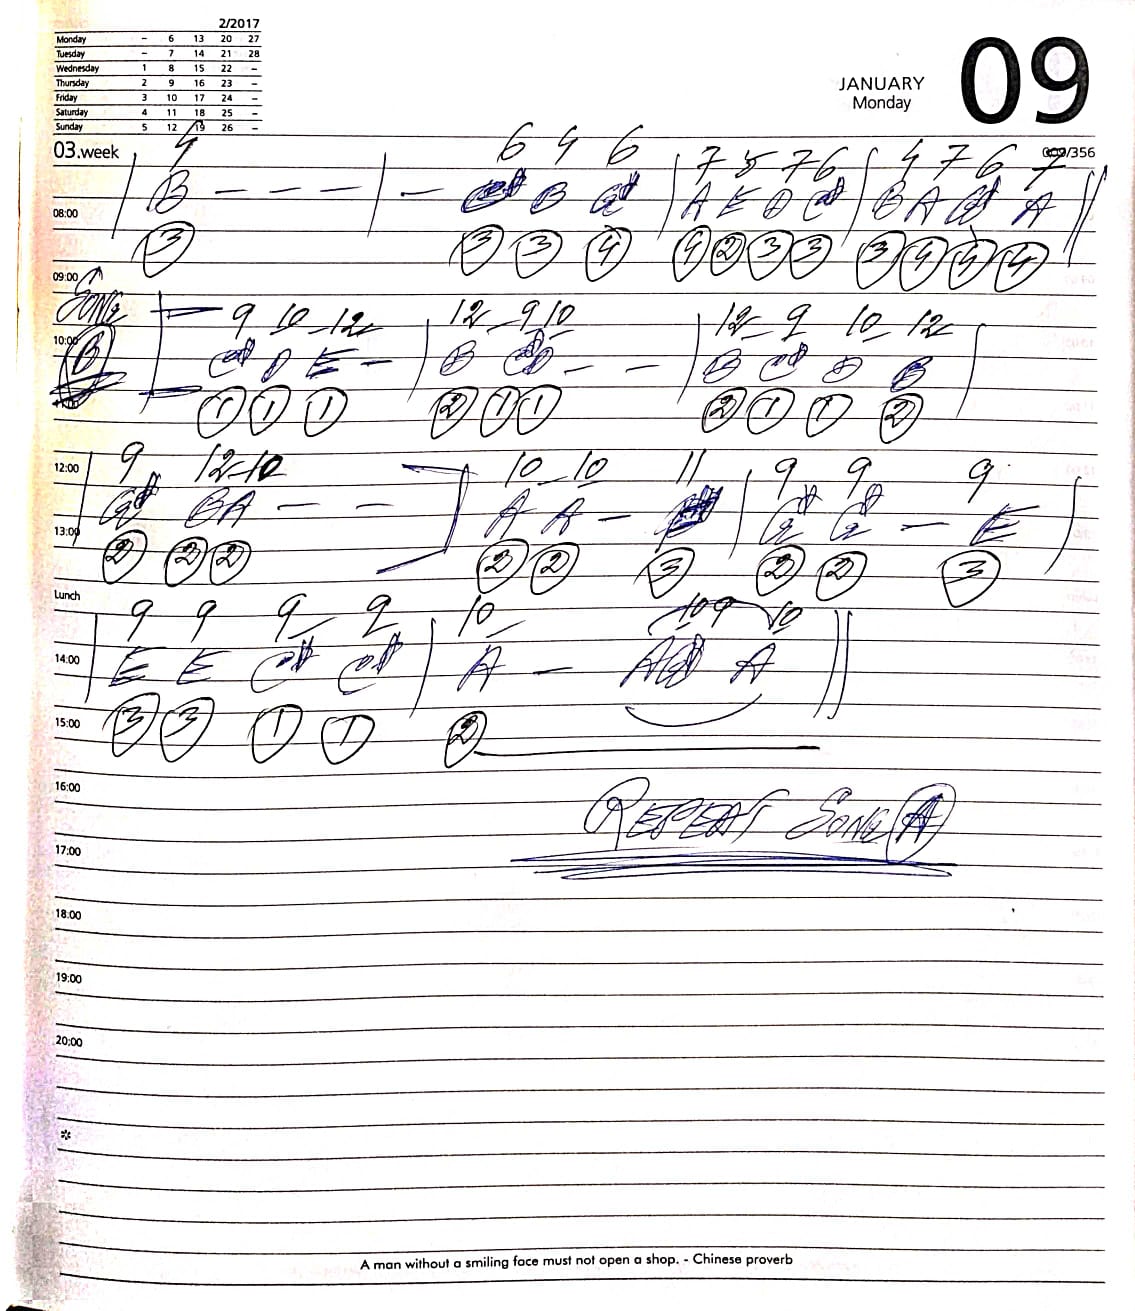 2/2017
Monday – 6 13 20 27
Tuesday – 7 14 21 28
Wednesday 1 8 15 22 –
Thursday 2 9 16 23 –
Friday 3 10 17 24 –
Saturday 4 11 18 25 –
Sunday 5 12 19 26 –
JANUARY
Monday
09
03.week
009/356
4 6 4 6 | 7 5 7 6 | 4 7 6 7
08:00 | B – – – – | – C# B G# | A E D C# | B A G# A ||
3 3 3 4 4 2 3 3 3 4 4 4
09:00
SONG 9 10 – 12 12 – 9 10 12 – 9 10 – 12
10:00 B | C# D E – | B C# D – – | B C# D B |
11:00 1 1 1 2 1 1 2 1 1 2
12:00 9 12–10 10 – 10 11 9 9 9
| G# BA – – – ] A A – | G# G# – E |
13:00 2 2 2 2 2 3 2 2 3
Lunch 9 9 9 – 9 10 – 10 9 10
14:00 | E E C# C# | A – A G# A ||
15:00 3 3 1 1 2
16:00
REPEAT SONG A
17:00
18:00
19:00
20:00
*
A man without a smiling face must not open a shop. - Chinese proverb